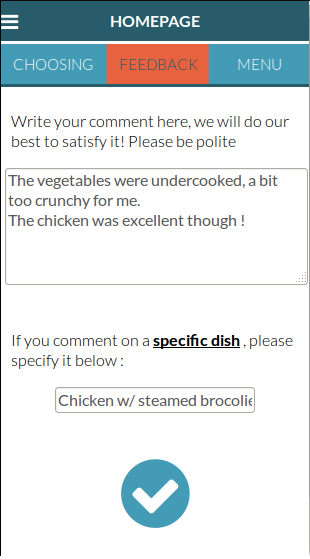 HOMEPAGE
CHOOSING FEEDBACK MENU
Write your comment here, we will do our
best to satisfy it! Please be polite
The vegetables were undercooked, a bit
too crunchy for me.
The chicken was excellent though !
If you comment on a specific dish , please
specify it below :
Chicken w/ steamed brocolie